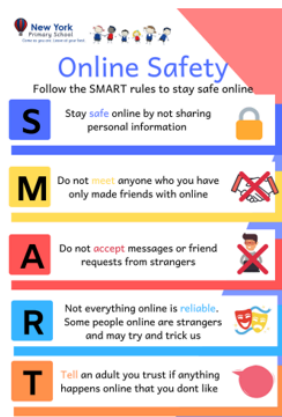 New York
Primary School
Online Safety
Follow the SMART rules to stay safe online
S
Stay safe online by not sharing
personal information
M
Do not meet anyone who you have
only made friends with online
A
Do not accept messages or friend
requests from strangers
R
Not everything online is reliable.
Some people online are strangers
and may try and trick us
T
Tell an adult you trust if anything
happens online that you dont like